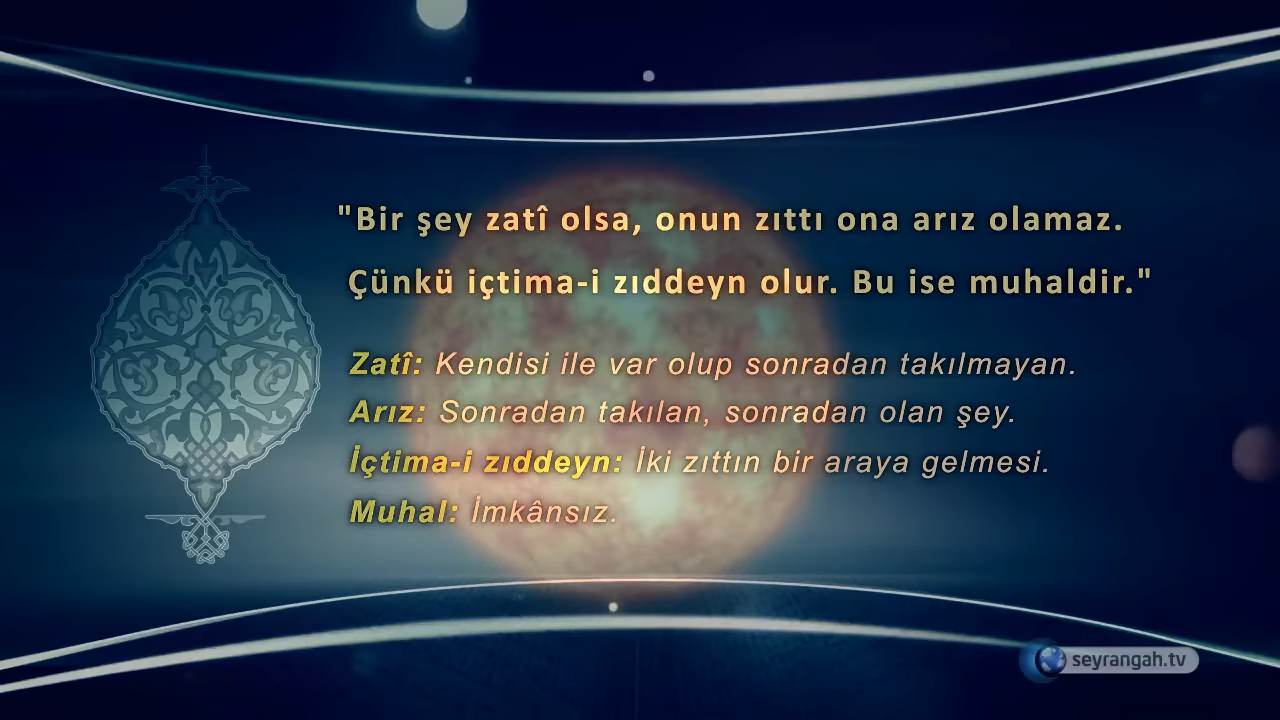 "Bir şey zatî olsa, onun zıttı ona arız olamaz.
Çünkü içtima-i zıddeyn olur. Bu ise muhaldir."
Zatî: Kendisi ile var olup sonradan takılmayan.
Arız: Sonradan takılan, sonradan olan şey.
İçtima-i zıddeyn: İki zıttın bir araya gelmesi.
Muhal: İmkânsız.
seyrangah.tv